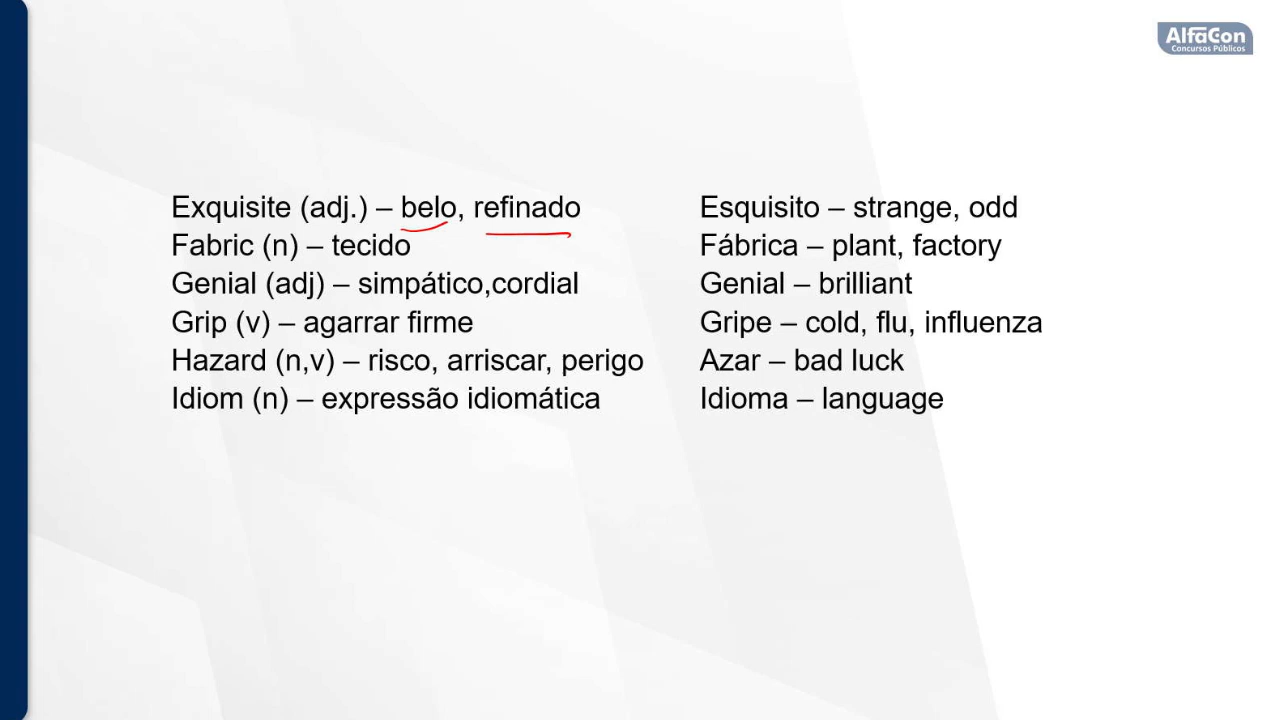 AlfaCon
Concursos Públicos
Exquisite (adj.) – belo, refinado
Fabric (n) – tecido
Genial (adj) – simpático,cordial
Grip (v) – agarrar firme
Hazard (n,v) – risco, arriscar, perigo
Idiom (n) – expressão idiomática
Esquisito – strange, odd
Fábrica – plant, factory
Genial – brilliant
Gripe – cold, flu, influenza
Azar – bad luck
Idioma – language